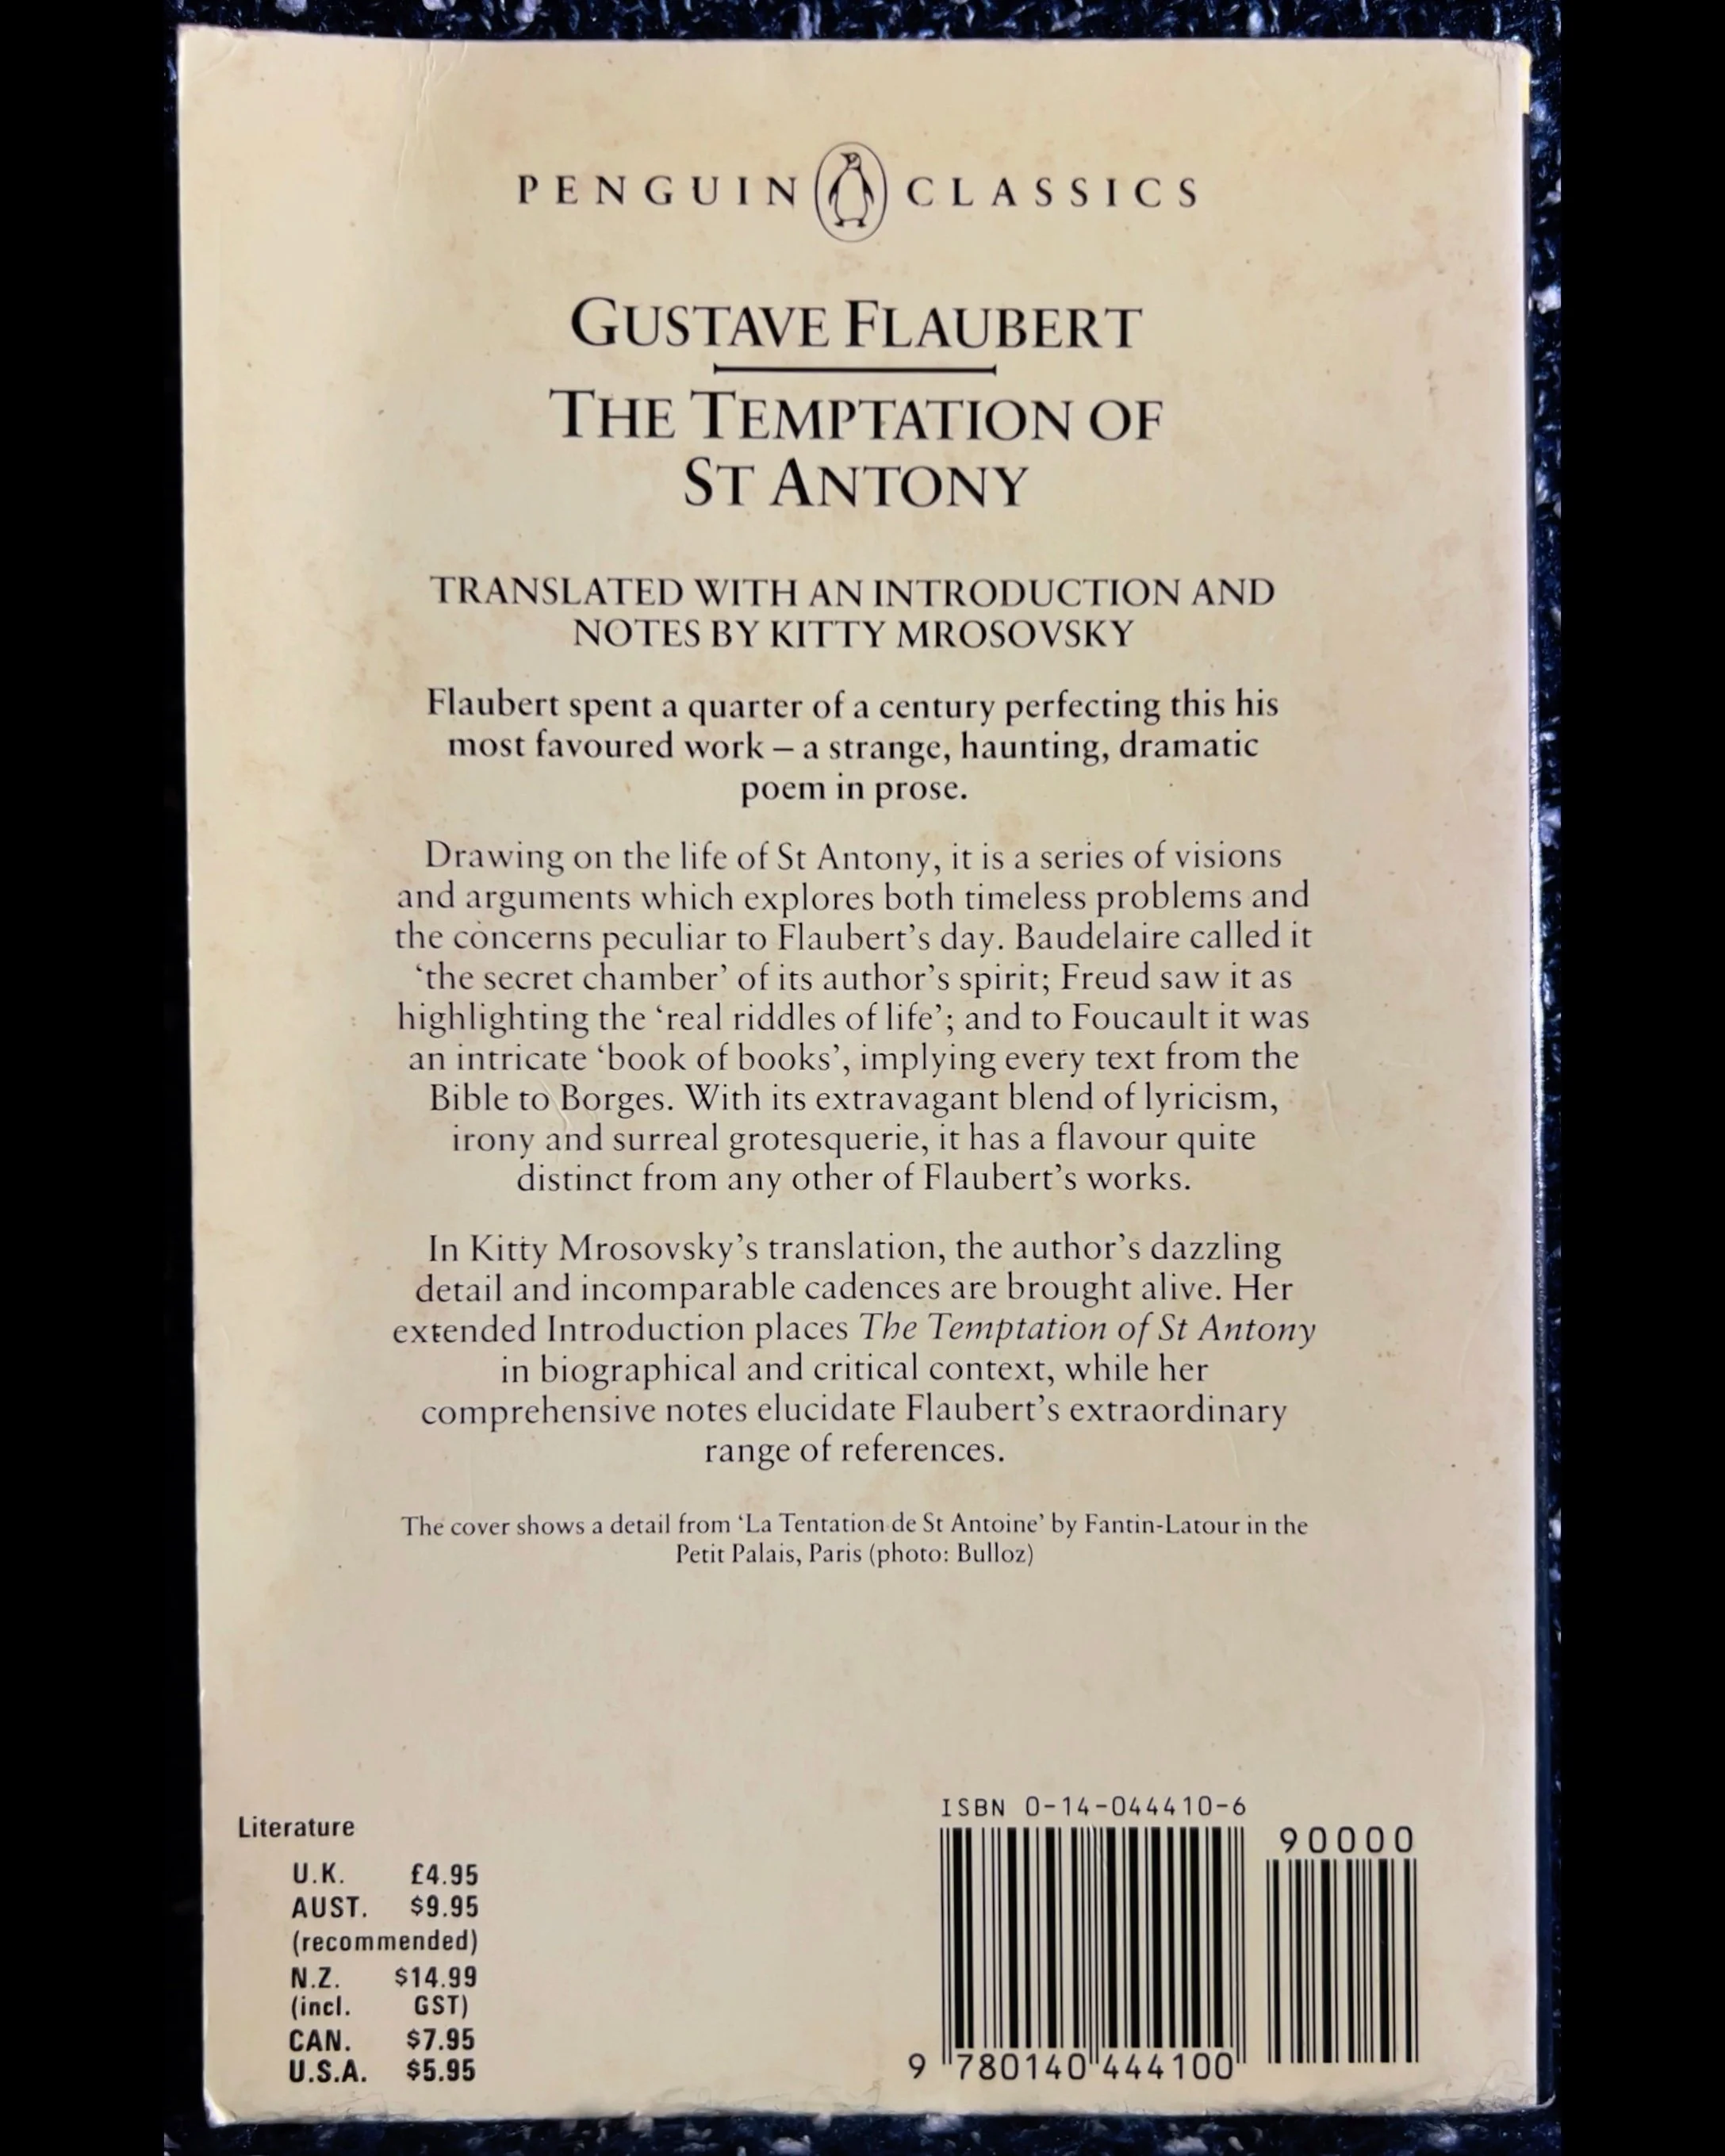 PENGUIN CLASSICS
GUSTAVE FLAUBERT
THE TEMPTATION OF
ST ANTONY
TRANSLATED WITH AN INTRODUCTION AND
NOTES BY KITTY MROSOVSKY
Flaubert spent a quarter of a century perfecting this his
most favoured work – a strange, haunting, dramatic
poem in prose.
Drawing on the life of St Antony, it is a series of visions
and arguments which explores both timeless problems and
the concerns peculiar to Flaubert’s day. Baudelaire called it
‘the secret chamber’ of its author’s spirit; Freud saw it as
highlighting the ‘real riddles of life’; and to Foucault it was
an intricate ‘book of books’, implying every text from the
Bible to Borges. With its extravagant blend of lyricism,
irony and surreal grotesquerie, it has a flavour quite
distinct from any other of Flaubert’s works.
In Kitty Mrosovsky’s translation, the author’s dazzling
detail and incomparable cadences are brought alive. Her
extended Introduction places The Temptation of St Antony
in biographical and critical context, while her
comprehensive notes elucidate Flaubert’s extraordinary
range of references.
The cover shows a detail from ‘La Tentation de St Antoine’ by Fantin-Latour in the
Petit Palais, Paris (photo: Bulloz)
Literature
U.K. £4.95
AUST. $9.95
(recommended)
N.Z. $14.99
(incl. GST)
CAN. $7.95
U.S.A. $5.95
ISBN 0-14-044410-6
90000
9 780140 444100